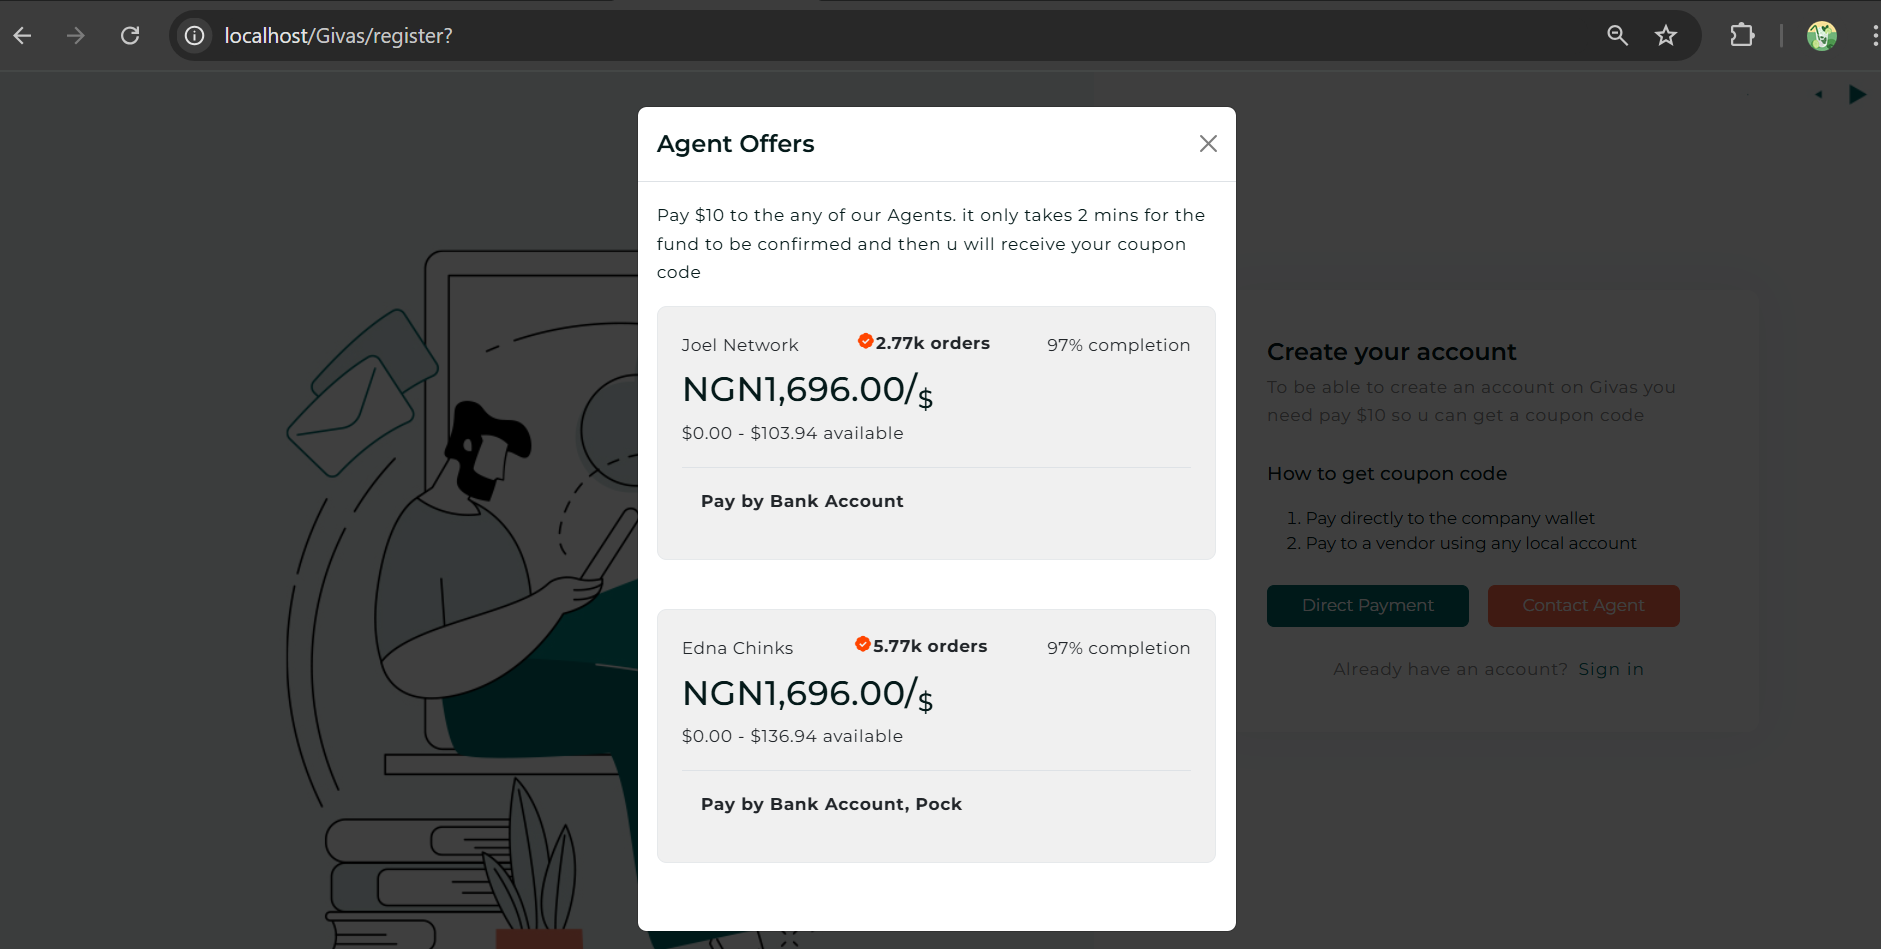 localhost/Givas/register?
Agent Offers
Pay $10 to the any of our Agents. it only takes 2 mins for the
fund to be confirmed and then u will receive your coupon
code
Joel Network
2.77k orders
97% completion
NGN1,696.00/$
$0.00 - $103.94 available
Pay by Bank Account
Edna Chinks
5.77k orders
97% completion
NGN1,696.00/$
$0.00 - $136.94 available
Pay by Bank Account, Pock
Create your account
To be able to create an account on Givas you
need pay $10 so u can get a coupon code
How to get coupon code
1. Pay directly to the company wallet
2. Pay to a vendor using any local account
Direct Payment
Contact Agent
Already have an account? Sign in